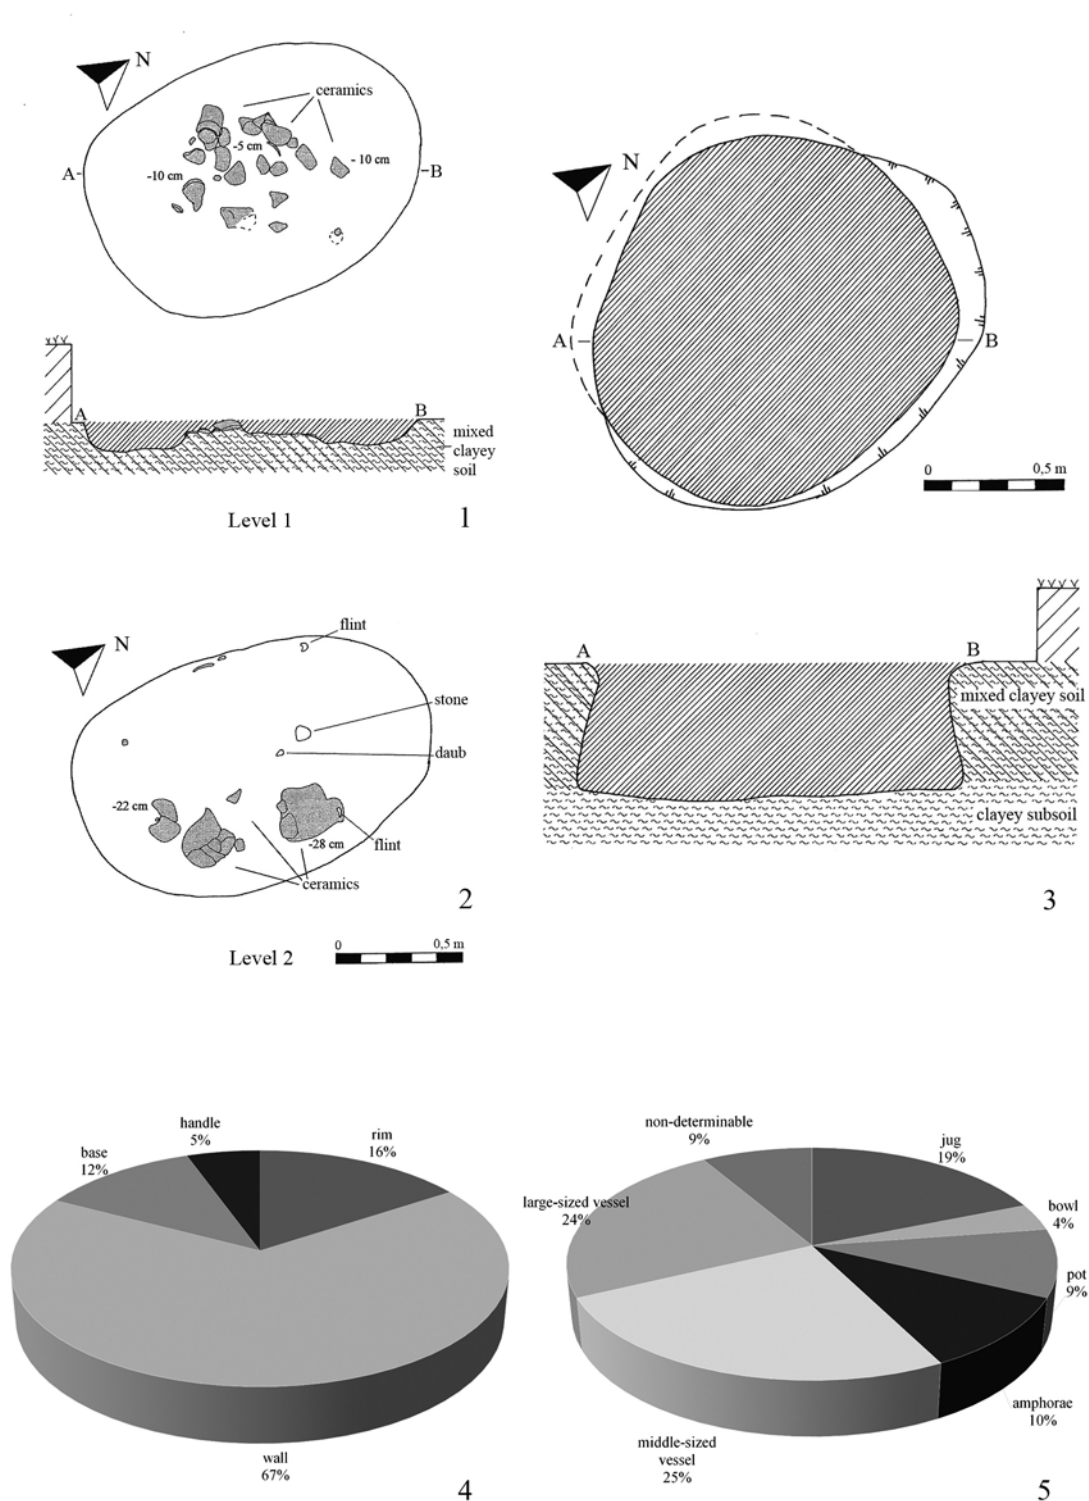 N
ceramics
-5 cm
- 10 cm
-10 cm
A
B
A
B
mixed
clayey
soil
Level 1
1
N
A
B
0
0,5 m
N
flint
stone
daub
-22 cm
-28 cm
flint
ceramics
2
Level 2
0
0,5 m
A
B
mixed clayey soil
clayey subsoil
3
handle
5%
rim
16%
base
12%
wall
67%
4
non-determinable
9%
jug
19%
large-sized vessel
24%
bowl
4%
pot
9%
amphorae
10%
middle-sized
vessel
25%
5